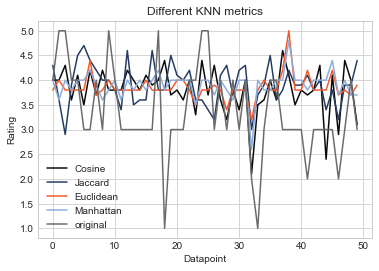 Different KNN metrics
5.0
4.5
4.0
3.5
3.0
2.5
2.0
1.5
1.0
Rating
Cosine
Jaccard
Euclidean
Manhattan
original
0
10
20
30
40
50
Datapoint